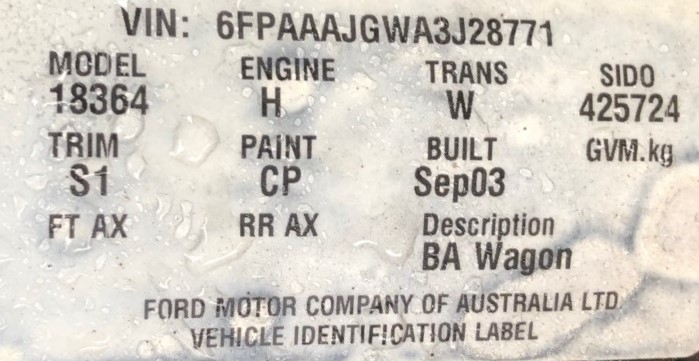 VIN: 6FPAAAJGWA3J28771
MODEL ENGINE TRANS SIDO
18364 H W 425724
TRIM PAINT BUILT GVM.kg
S1 CP Sep03
FT AX RR AX Description
BA Wagon
FORD MOTOR COMPANY OF AUSTRALIA LTD
VEHICLE IDENTIFICATION LABEL